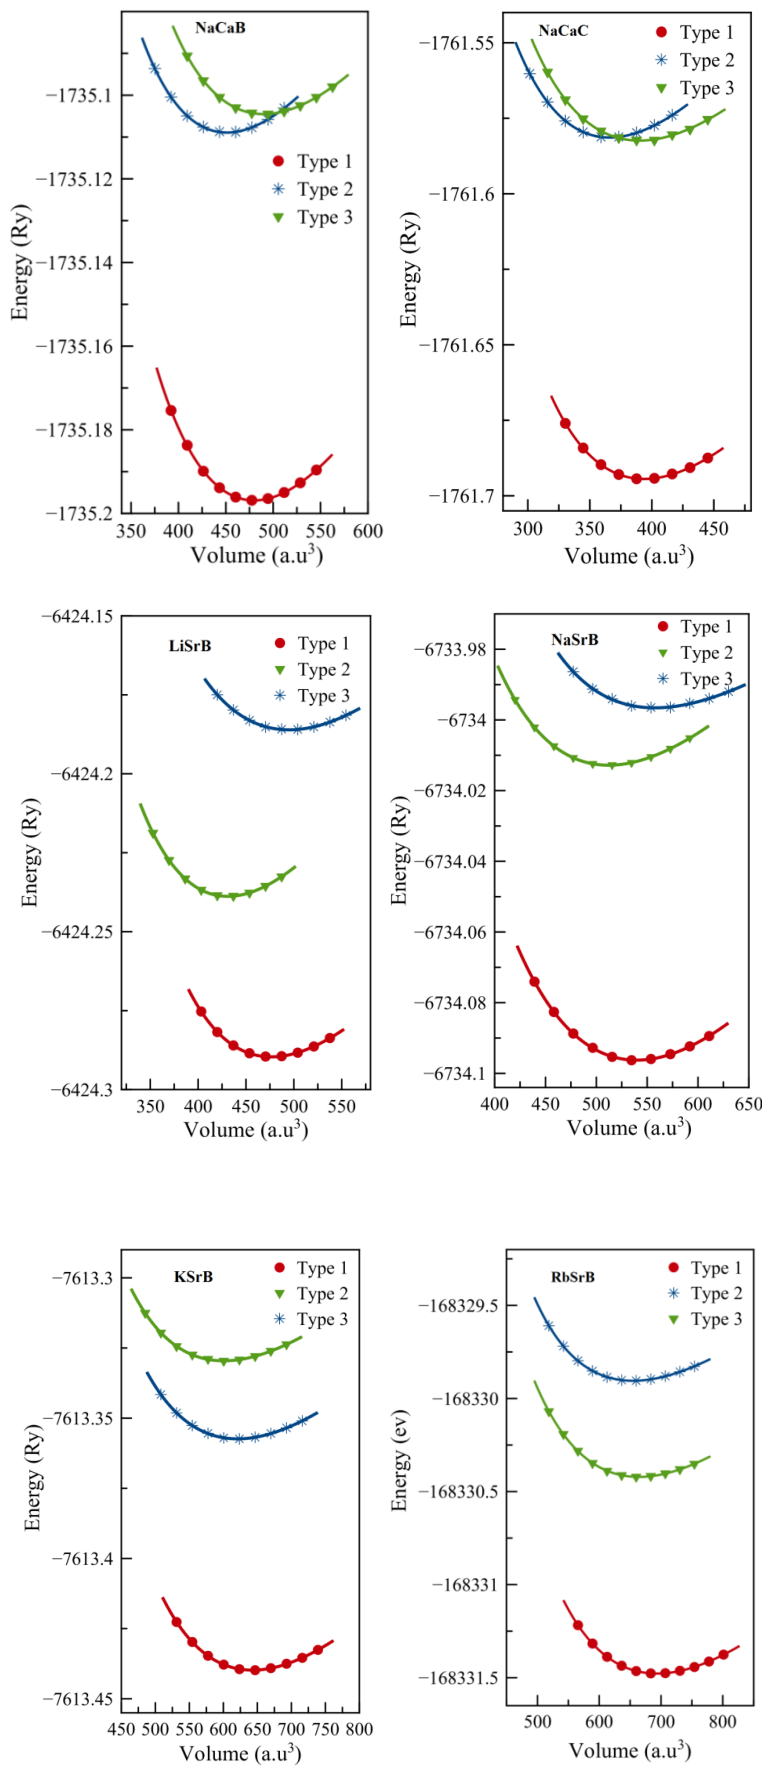 NaCaB
Type 1
Type 2
Type 3
−1735.1
−1735.12
−1735.14
−1735.16
−1735.18
−1735.2
350 400 450 500 550 600
Energy (Ry)
Volume (a.u³)
NaCaC
Type 1
Type 2
Type 3
−1761.55
−1761.6
−1761.65
−1761.7
300 350 400 450
Energy (Ry)
Volume (a.u³)
LiSrB
Type 1
Type 2
Type 3
−6424.15
−6424.2
−6424.25
−6424.3
350 400 450 500 550
Energy (Ry)
Volume (a.u³)
NaSrB
Type 1
Type 2
Type 3
−6733.98
−6734
−6734.02
−6734.04
−6734.06
−6734.08
−6734.1
400 450 500 550 600 650
Energy (Ry)
Volume (a.u³)
KSrB
Type 1
Type 2
Type 3
−7613.3
−7613.35
−7613.4
−7613.45
450 500 550 600 650 700 750 800
Energy (Ry)
Volume (a.u³)
RbSrB
Type 1
Type 2
Type 3
−168329.5
−168330
−168330.5
−168331
−168331.5
500 600 700 800
Energy (ev)
Volume (a.u³)